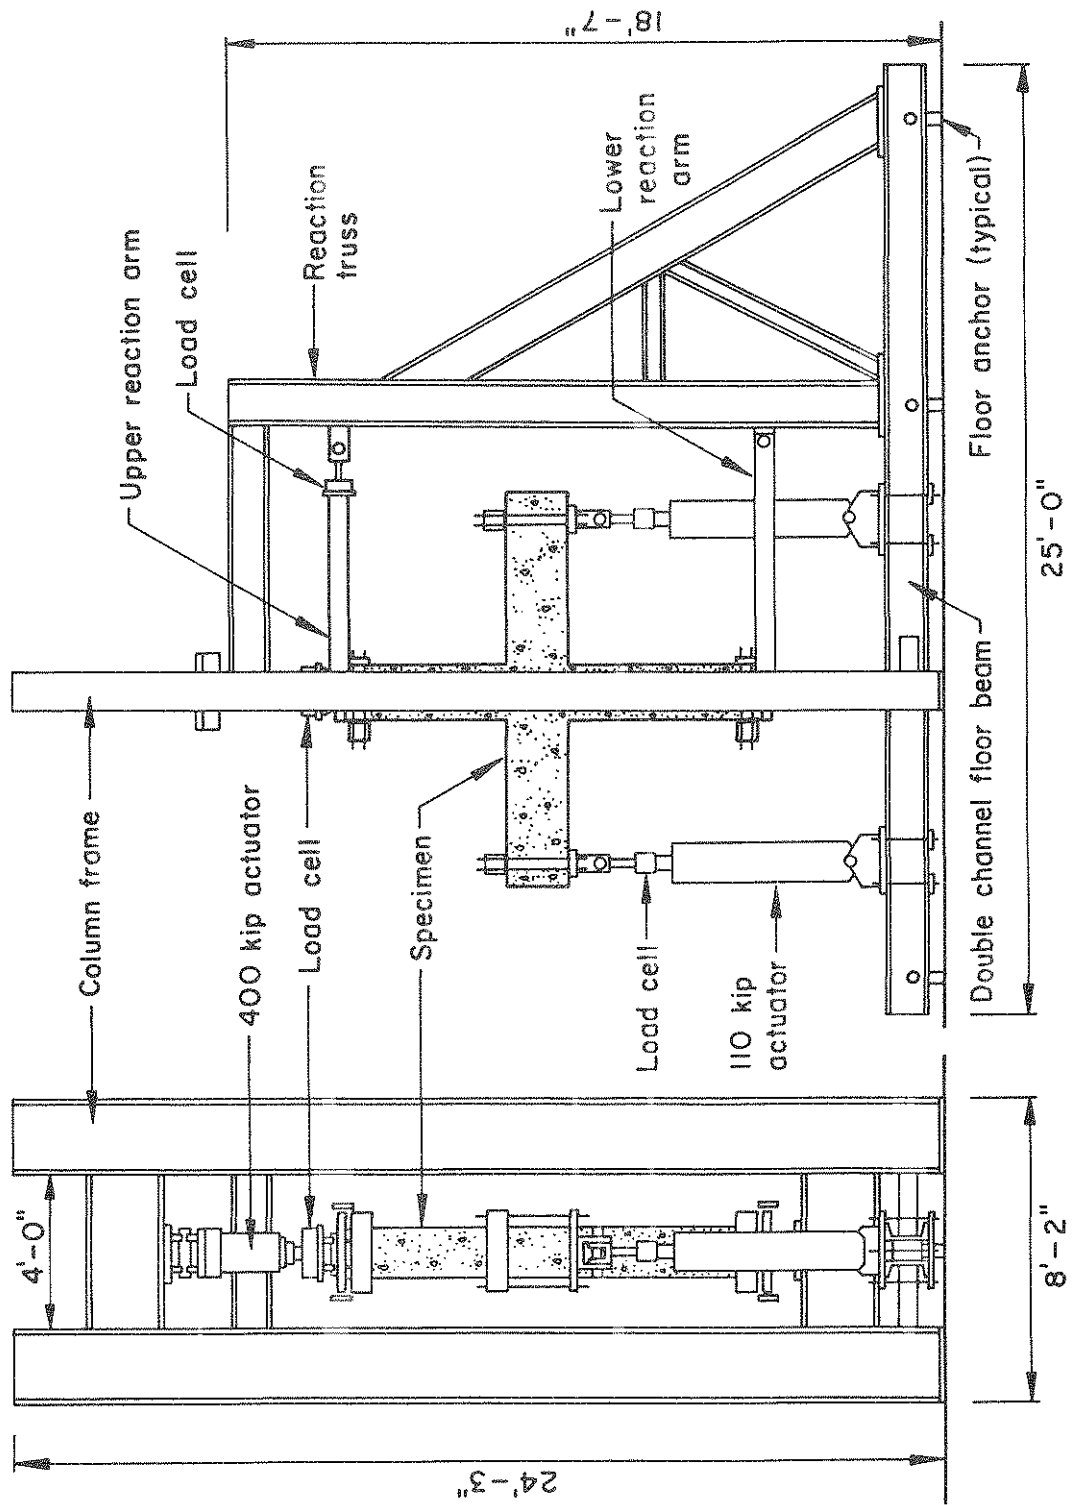 24'-3"
4'-0"
8'-2"
Column frame
400 kip actuator
Load cell
Specimen
Load cell
110 kip
actuator
Upper reaction arm
Load cell
Reaction
truss
Lower
reaction
arm
18'-7"
Double channel floor beam
Floor anchor (typical)
25'-0"